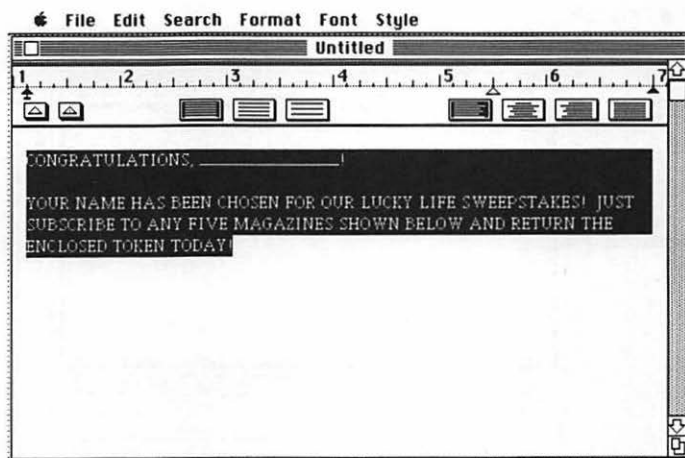 File Edit Search Format Font Style
Untitled
1 2 3 4 5 6 7
CONGRATULATIONS, ____________________!
YOUR NAME HAS BEEN CHOSEN FOR OUR LUCKY LIFE SWEEPSTAKES! JUST
SUBSCRIBE TO ANY FIVE MAGAZINES SHOWN BELOW AND RETURN THE
ENCLOSED TOKEN TODAY!